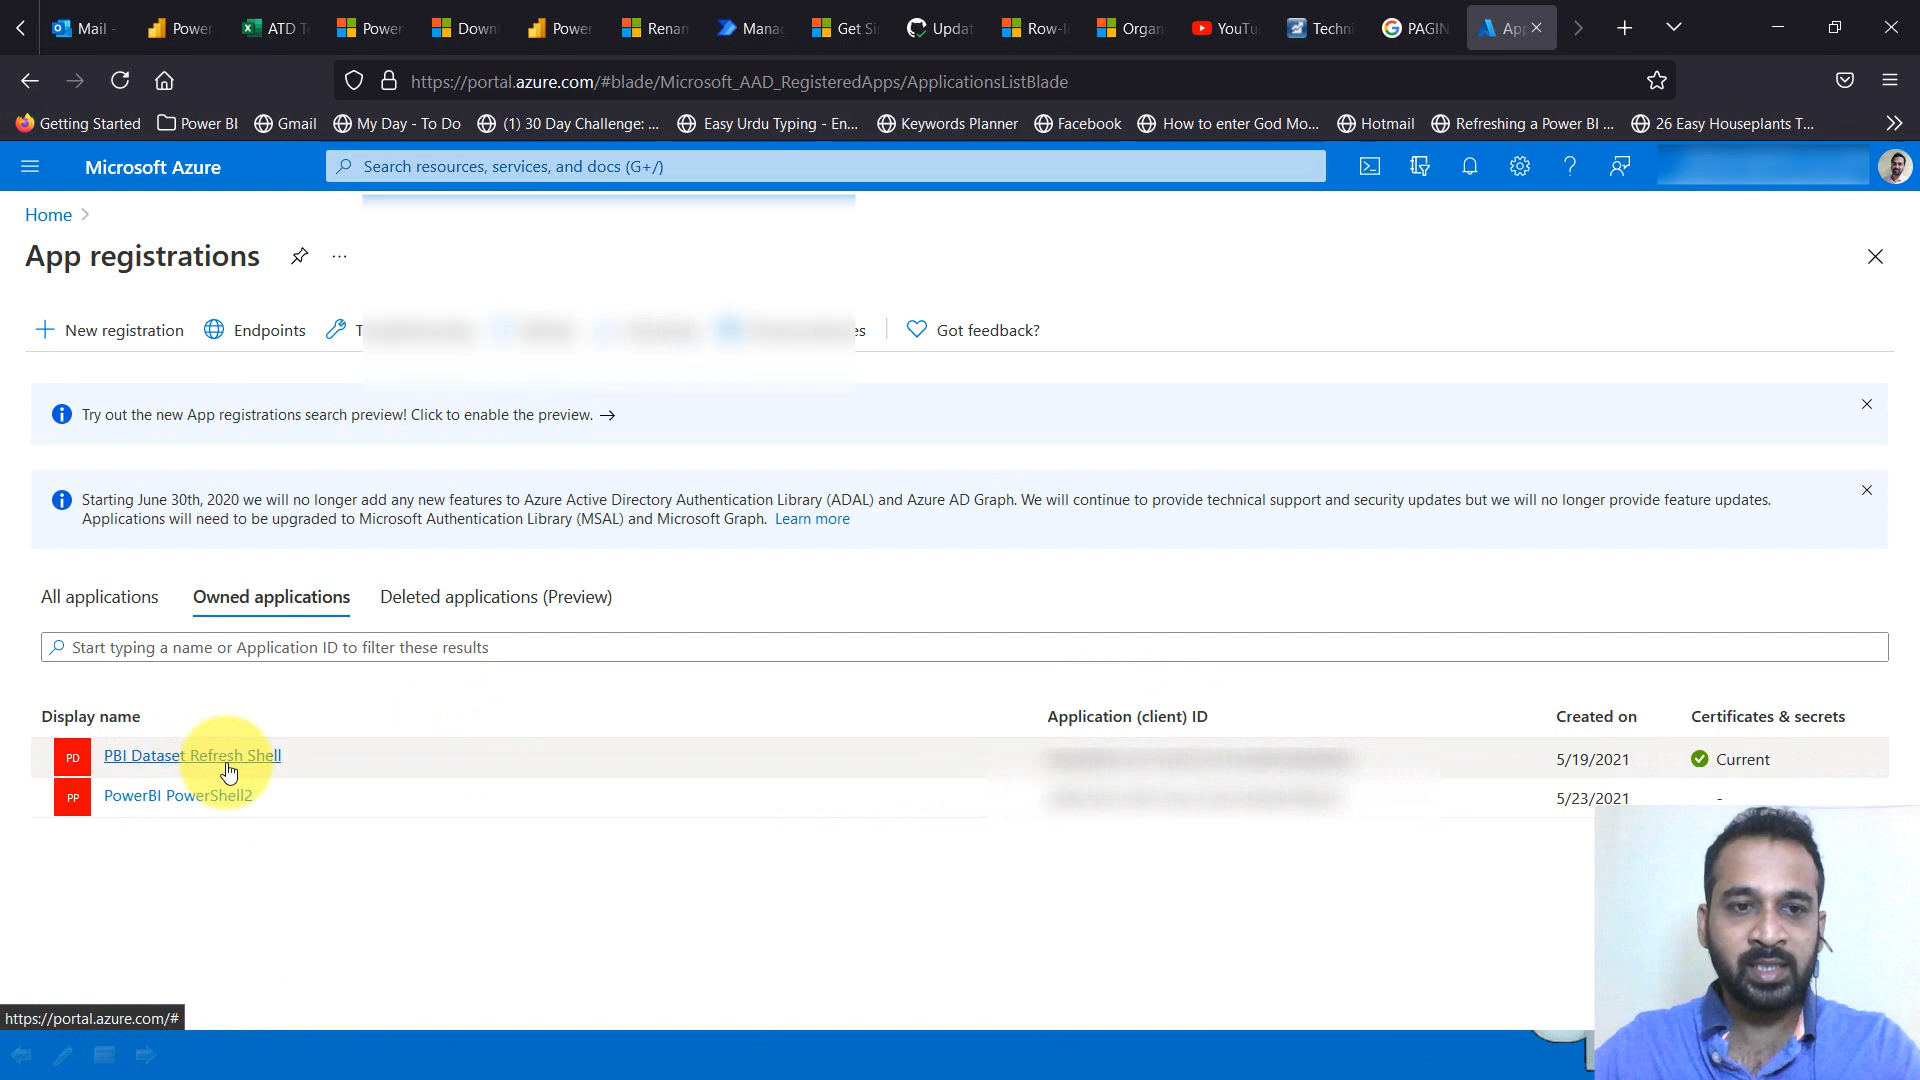 Mail -
Power
ATD T
Power
Down
Power
Renam
Manag
Get Si
Updat
Row-l
Organ
YouTu
Techni
PAGIN
App
https://portal.azure.com/#blade/Microsoft_AAD_RegisteredApps/ApplicationsListBlade
Getting Started
Power BI
Gmail
My Day - To Do
(1) 30 Day Challenge: ...
Easy Urdu Typing - En...
Keywords Planner
Facebook
How to enter God Mo...
Hotmail
Refreshing a Power BI ...
26 Easy Houseplants T...
Microsoft Azure
Search resources, services, and docs (G+/)
Home
App registrations
New registration
Endpoints
Got feedback?
Try out the new App registrations search preview! Click to enable the preview. →
Starting June 30th, 2020 we will no longer add any new features to Azure Active Directory Authentication Library (ADAL) and Azure AD Graph. We will continue to provide technical support and security updates but we will no longer provide feature updates.
Applications will need to be upgraded to Microsoft Authentication Library (MSAL) and Microsoft Graph. Learn more
All applications
Owned applications
Deleted applications (Preview)
Start typing a name or Application ID to filter these results
Display name
Application (client) ID
Created on
Certificates & secrets
PD
PBI Dataset Refresh Shell
5/19/2021
Current
PP
PowerBI PowerShell2
5/23/2021
-
https://portal.azure.com/#